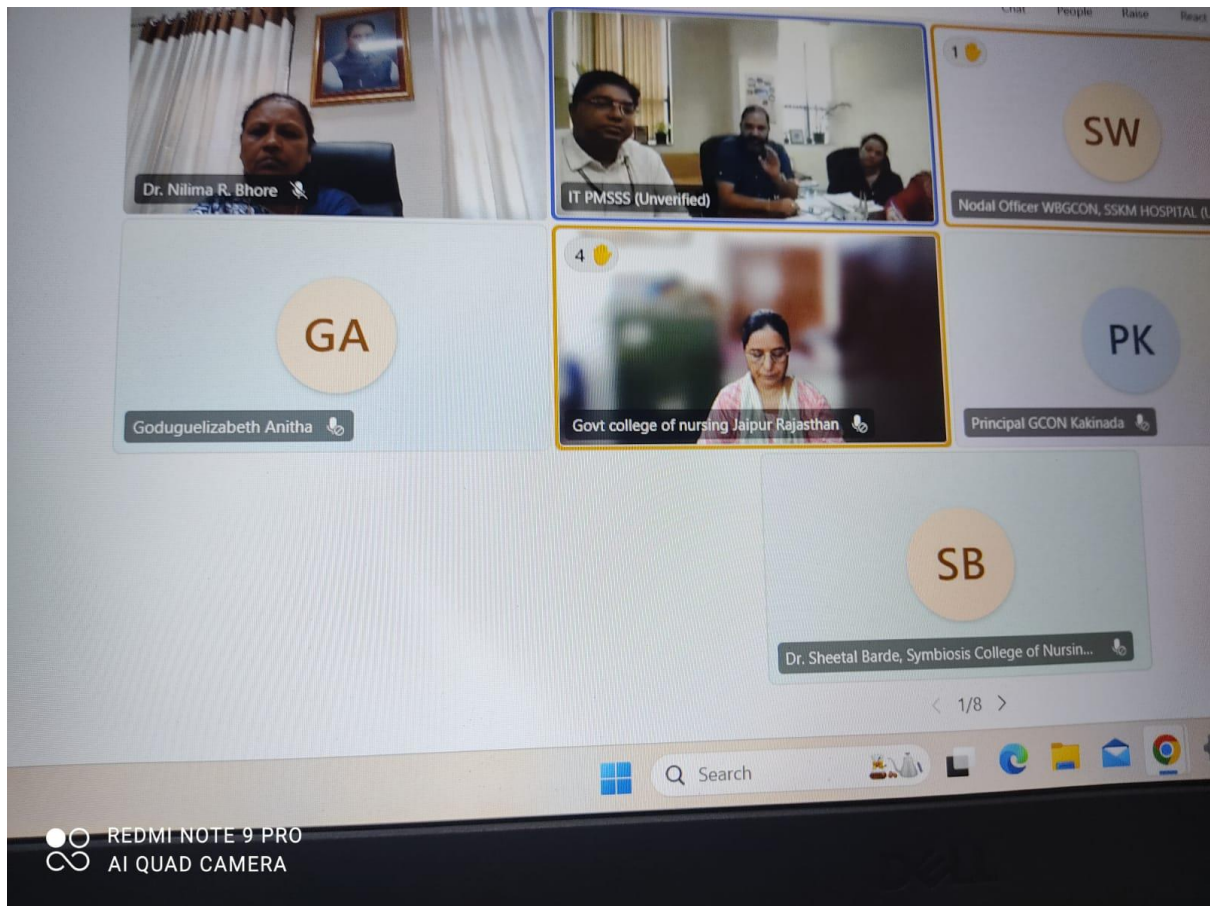 Chat People Raise React
1
SW
Dr. Nilima R. Bhore
IT PMSSS (Unverified)
Nodal Officer WBGCON, SSKM HOSPITAL (U
4
GA
PK
Goduguelizabeth Anitha
Govt college of nursing Jaipur Rajasthan
Principal GCON Kakinada
SB
Dr. Sheetal Barde, Symbiosis College of Nursin...
1/8
Search
DELL
REDMI NOTE 9 PRO
AI QUAD CAMERA